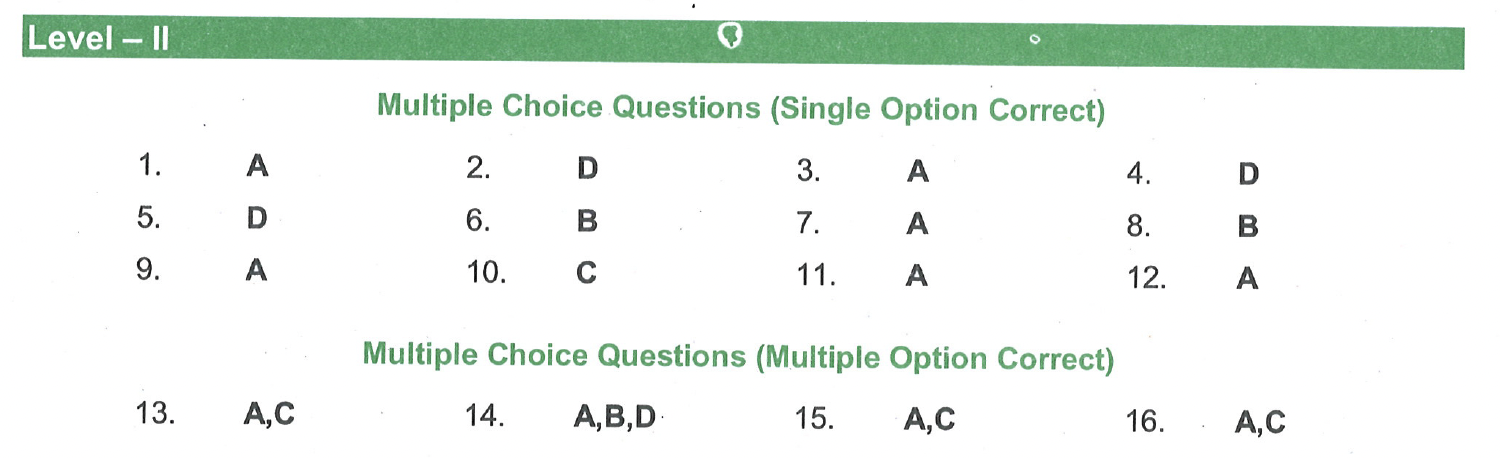 Level – II
Multiple Choice Questions (Single Option Correct)
1. A 2. D 3. A 4. D
5. D 6. B 7. A 8. B
9. A 10. C 11. A 12. A
Multiple Choice Questions (Multiple Option Correct)
13. A,C 14. A,B,D 15. A,C 16. A,C